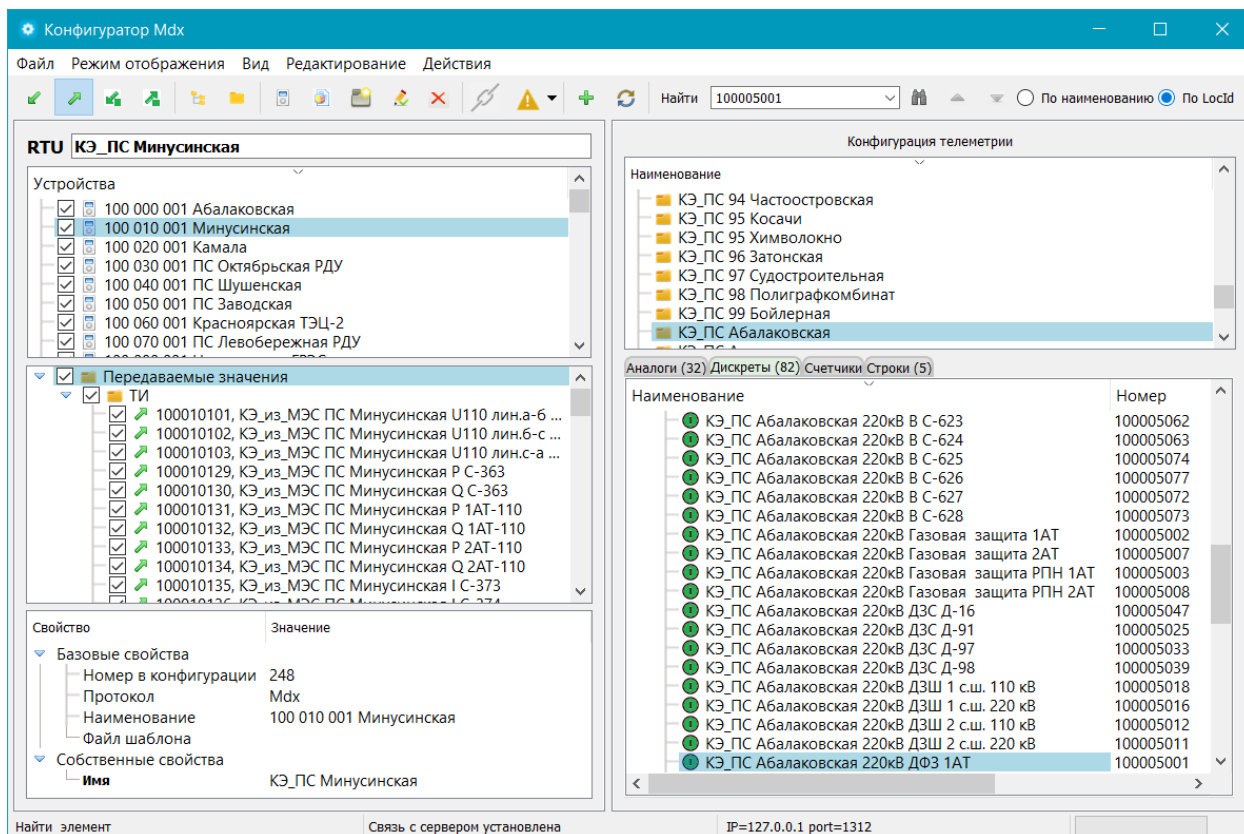 Конфигуратор Mdx
Файл Режим отображения Вид Редактирование Действия
Найти 100005001 По наименованию По LocId
RTU КЭ_ПС Минусинская
Устройства
100 000 001 Абалаковская
100 010 001 Минусинская
100 020 001 Камала
100 030 001 ПС Октябрьская РДУ
100 040 001 ПС Шушенская
100 050 001 ПС Заводская
100 060 001 Красноярская ТЭЦ-2
100 070 001 ПС Левобережная РДУ
Передаваемые значения
ТИ
100010101, КЭ_из_МЭС ПС Минусинская U110 лин.а-б ...
100010102, КЭ_из_МЭС ПС Минусинская U110 лин.б-с ...
100010103, КЭ_из_МЭС ПС Минусинская U110 лин.с-а ...
100010129, КЭ_из_МЭС ПС Минусинская P С-363
100010130, КЭ_из_МЭС ПС Минусинская Q С-363
100010131, КЭ_из_МЭС ПС Минусинская P 1АТ-110
100010132, КЭ_из_МЭС ПС Минусинская Q 1АТ-110
100010133, КЭ_из_МЭС ПС Минусинская P 2АТ-110
100010134, КЭ_из_МЭС ПС Минусинская Q 2АТ-110
100010135, КЭ_из_МЭС ПС Минусинская I С-373
Свойство Значение
Базовые свойства
Номер в конфигурации 248
Протокол Mdx
Наименование 100 010 001 Минусинская
Файл шаблона
Собственные свойства
Имя КЭ_ПС Минусинская
Конфигурация телеметрии
Наименование
КЭ_ПС 94 Частоостровская
КЭ_ПС 95 Косачи
КЭ_ПС 95 Химволокно
КЭ_ПС 96 Затонская
КЭ_ПС 97 Судостроительная
КЭ_ПС 98 Полиграфкомбинат
КЭ_ПС 99 Бойлерная
КЭ_ПС Абалаковская
Аналоги (32) Дискреты (82) Счетчики Строки (5)
Наименование Номер
КЭ_ПС Абалаковская 220кВ В С-623 100005062
КЭ_ПС Абалаковская 220кВ В С-624 100005063
КЭ_ПС Абалаковская 220кВ В С-625 100005074
КЭ_ПС Абалаковская 220кВ В С-626 100005077
КЭ_ПС Абалаковская 220кВ В С-627 100005072
КЭ_ПС Абалаковская 220кВ В С-628 100005073
КЭ_ПС Абалаковская 220кВ Газовая защита 1АТ 100005002
КЭ_ПС Абалаковская 220кВ Газовая защита 2АТ 100005007
КЭ_ПС Абалаковская 220кВ Газовая защита РПН 1АТ 100005003
КЭ_ПС Абалаковская 220кВ Газовая защита РПН 2АТ 100005008
КЭ_ПС Абалаковская 220кВ ДЗС Д-16 100005047
КЭ_ПС Абалаковская 220кВ ДЗС Д-91 100005025
КЭ_ПС Абалаковская 220кВ ДЗС Д-97 100005033
КЭ_ПС Абалаковская 220кВ ДЗС Д-98 100005039
КЭ_ПС Абалаковская 220кВ ДЗШ 1 с.ш. 110 кВ 100005018
КЭ_ПС Абалаковская 220кВ ДЗШ 1 с.ш. 220 кВ 100005016
КЭ_ПС Абалаковская 220кВ ДЗШ 2 с.ш. 110 кВ 100005012
КЭ_ПС Абалаковская 220кВ ДЗШ 2 с.ш. 220 кВ 100005011
КЭ_ПС Абалаковская 220кВ ДФЗ 1АТ 100005001
Найти элемент Связь с сервером установлена IP=127.0.0.1 port=1312